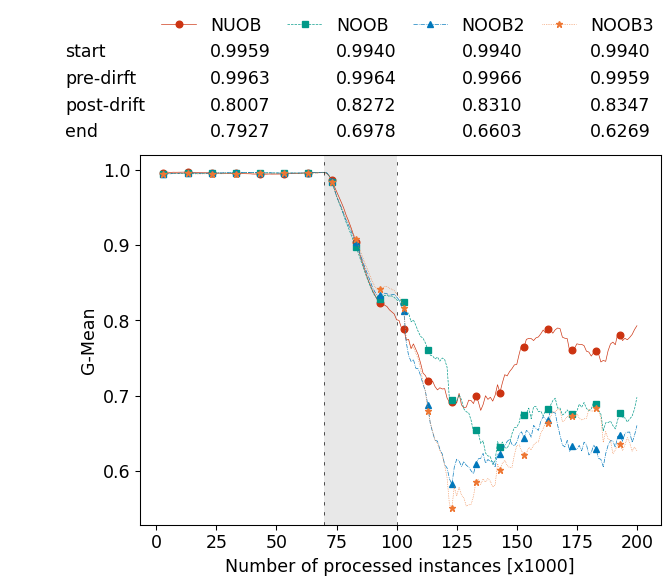 NUOB NOOB NOOB2 NOOB3
start 0.9959 0.9940 0.9940 0.9940
pre-dirft 0.9963 0.9964 0.9966 0.9959
post-drift 0.8007 0.8272 0.8310 0.8347
end 0.7927 0.6978 0.6603 0.6269
1.0
0.9
0.8
0.7
0.6
G-Mean
0 25 50 75 100 125 150 175 200
Number of processed instances [x1000]